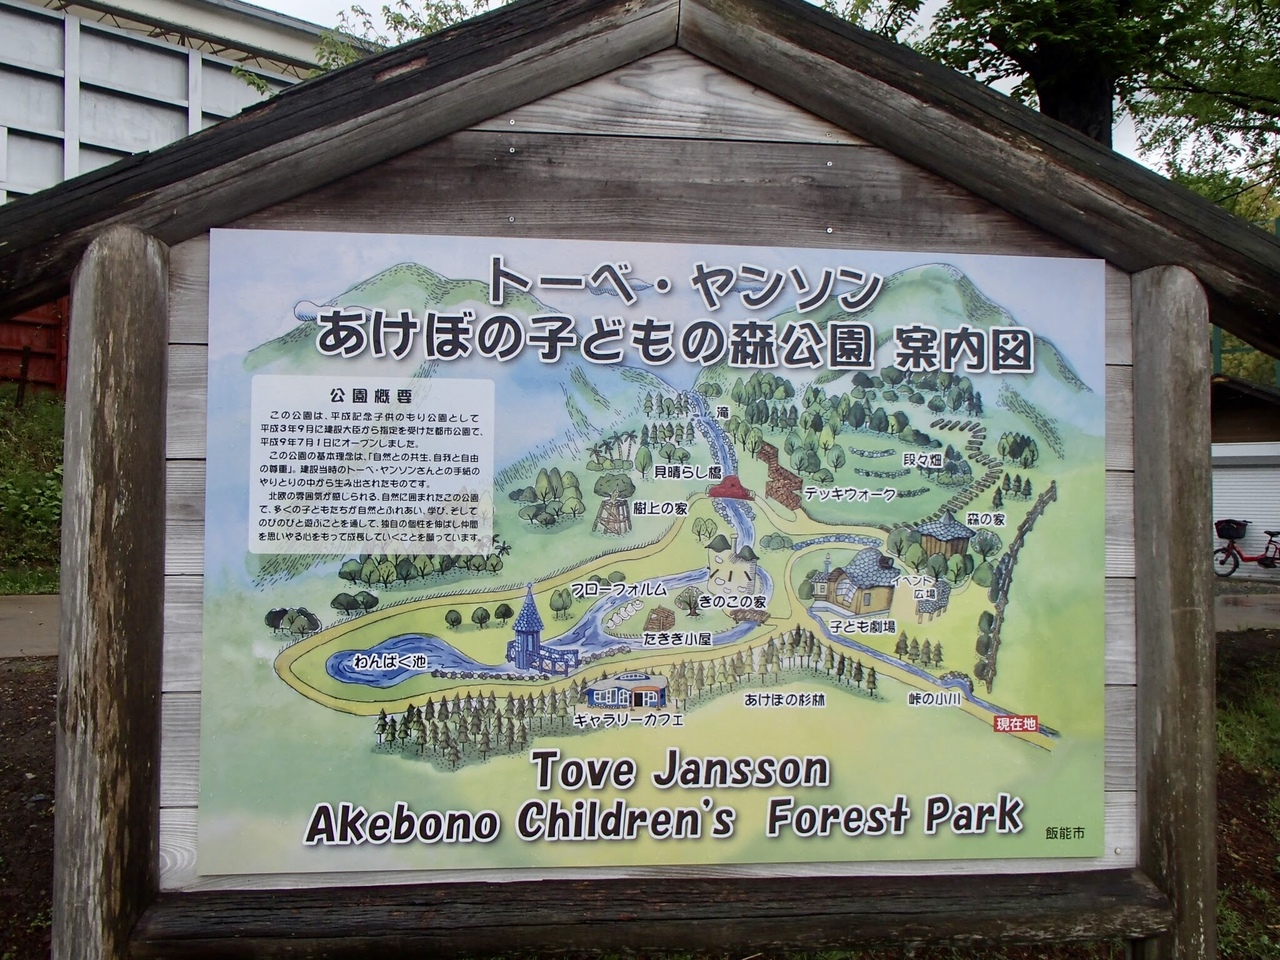 トーベ・ヤンソン
あけぼの子どもの森公園 案内図
公園概要
この公園は、平成記念子供のもり公園として
平成3年9月に建設大臣から指定を受けた都市公園で、
平成9年7月1日にオープンしました。
この公園の基本理念は、「自然との共生、自我と自由
の尊重」。建設当時のトーベ・ヤンソンさんとの手紙の
やりとりの中から生み出されたものです。
北欧の雰囲気が感じられる、自然に囲まれたこの公園
で、多くの子どもたちが自然とふれあい、学び、そして
のびのびと遊ぶことを通して、独自の個性を伸ばし仲間
を思いやる心をもって成長していくことを願っています。
滝
見晴らし橋
段々畑
デッキウォーク
樹上の家
森の家
フローフォルム
きのこの家
イベント
広場
たきぎ小屋
子ども劇場
わんぱく池
あけぼの杉林
峠の小川
ギャラリーカフェ
現在地
Tove Jansson
Akebono Children's Forest Park
飯能市